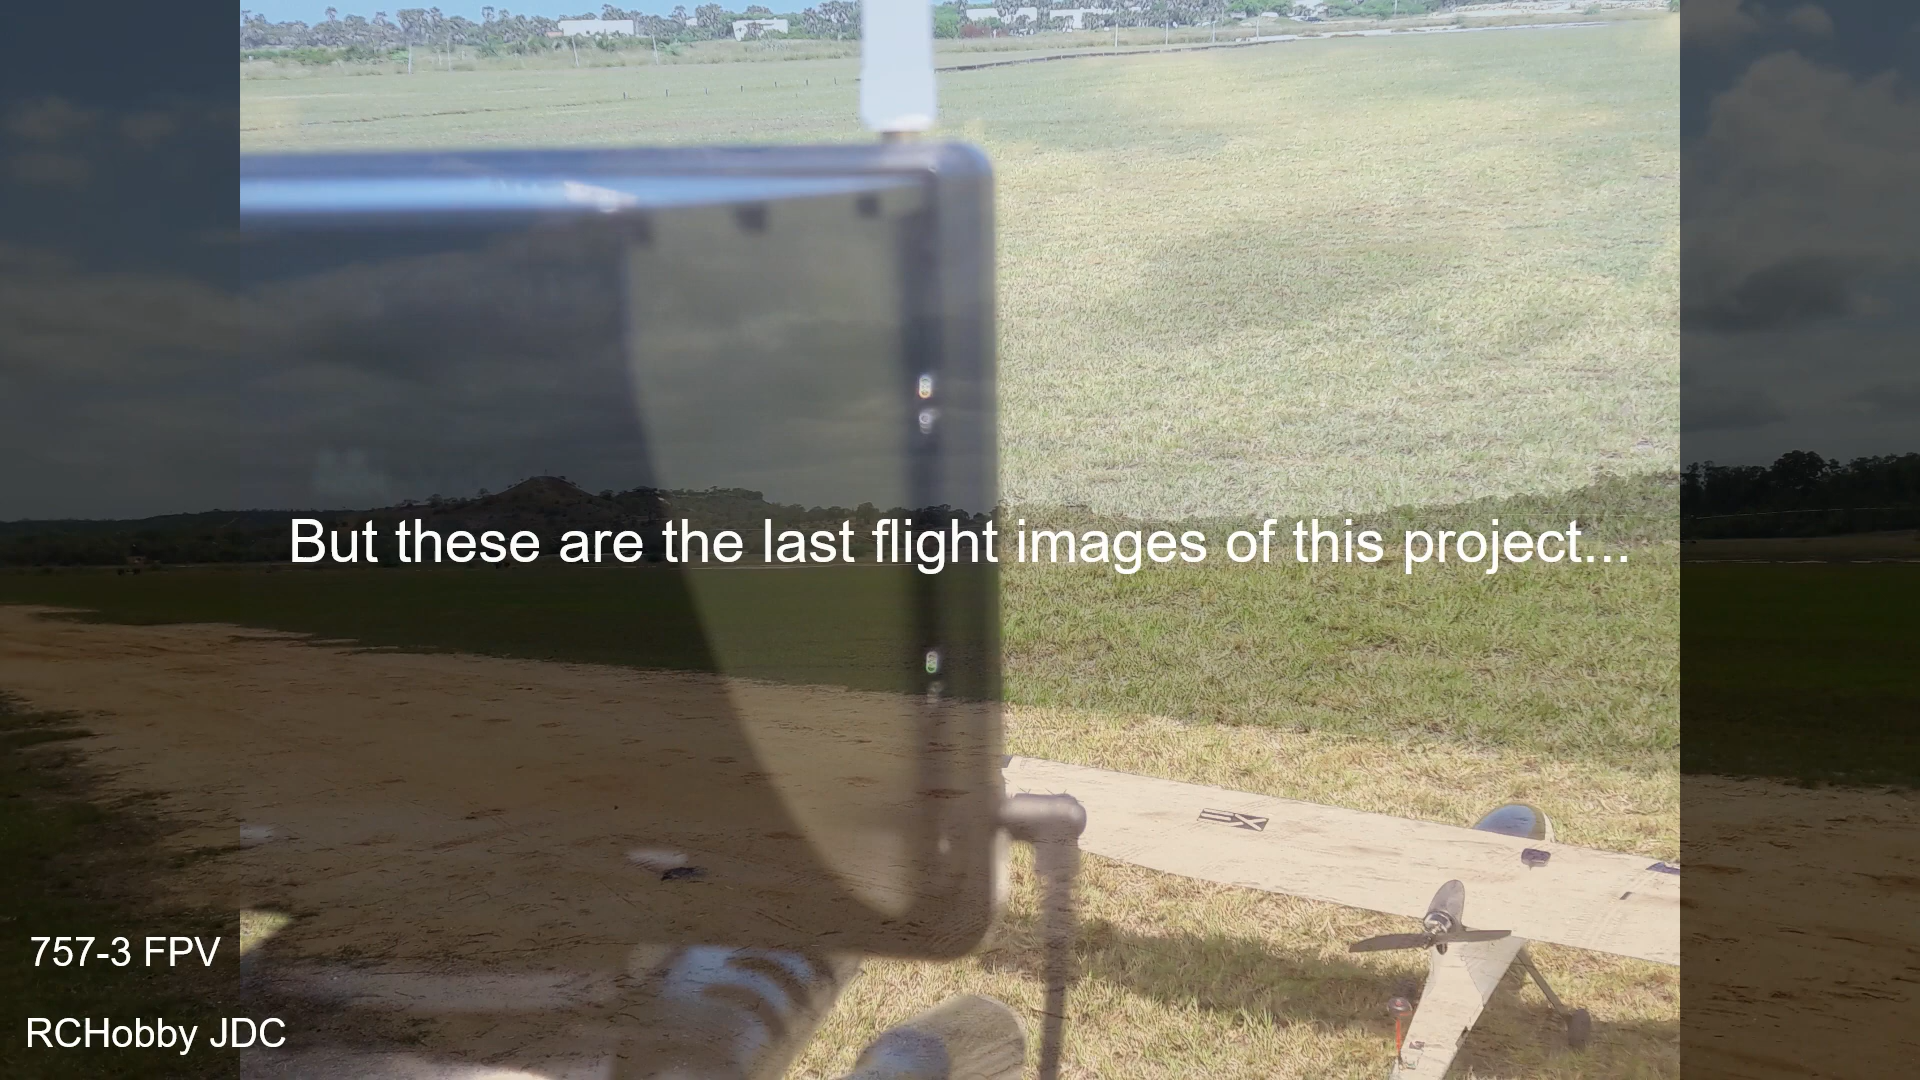 But these are the last flight images of this project...
757-3 FPV
RCHobby JDC